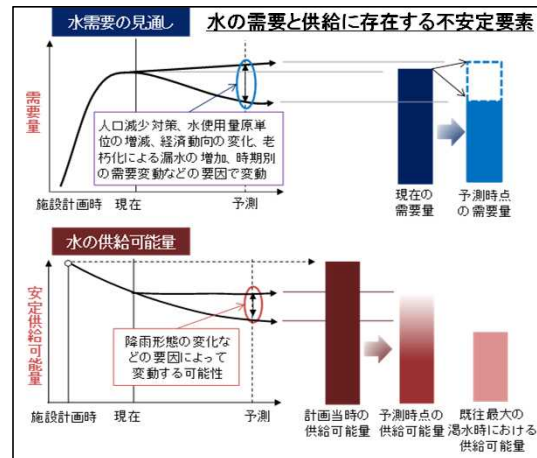 水需要の見通し
水の需要と供給に存在する不安定要素
需要量
人口減少対策、水使用量原単
位の増減、経済動向の変化、老
朽化による漏水の増加、時期別
の需要変動などの要因で変動
施設計画時
現在
予測
現在の
需要量
予測時点
の需要量
水の供給可能量
安定供給可能量
降雨形態の変化な
どの要因によって
変動する可能性
施設計画時
現在
予測
計画当時の
供給可能量
予測時点の
供給可能量
既往最大の
渇水時における
供給可能量